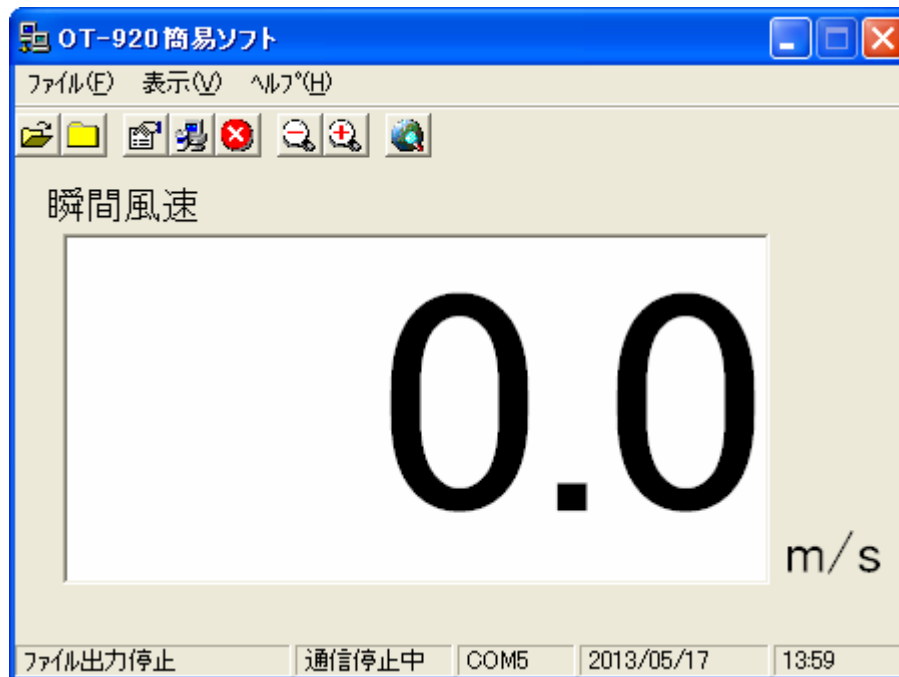 OT-920簡易ソフト
ﾌｧｲﾙ(F) 表示(V) ﾍﾙﾌﾟ(H)
瞬間風速
0.0
m/s
ﾌｧｲﾙ出力停止 通信停止中 COM5 2013/05/17 13:59